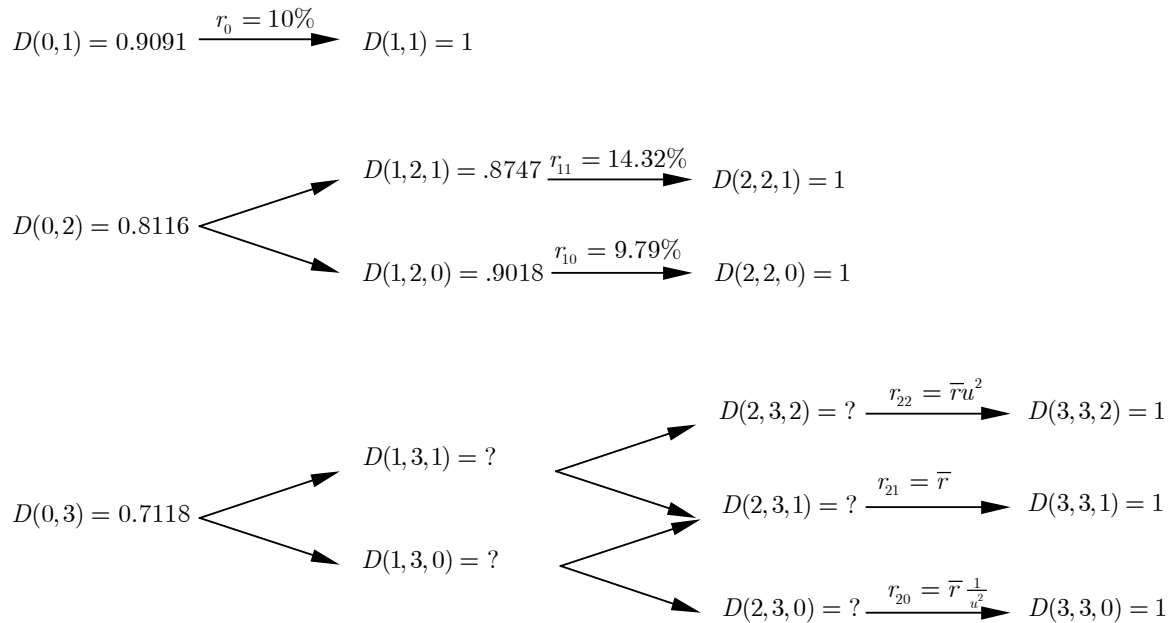 r₀ = 10%
D(0,1) = 0.9091 D(1,1) = 1
D(1,2,1) = .8747 r₁₁ = 14.32% D(2,2,1) = 1
D(0,2) = 0.8116
r₁₀ = 9.79%
D(1,2,0) = .9018 D(2,2,0) = 1
D(2,3,2) = ? r₂₂ = r̅u² D(3,3,2) = 1
D(1,3,1) = ?
r₂₁ = r̅
D(0,3) = 0.7118 D(2,3,1) = ? D(3,3,1) = 1
D(1,3,0) = ?
D(2,3,0) = ? r₂₀ = r̅ 1/u² D(3,3,0) = 1